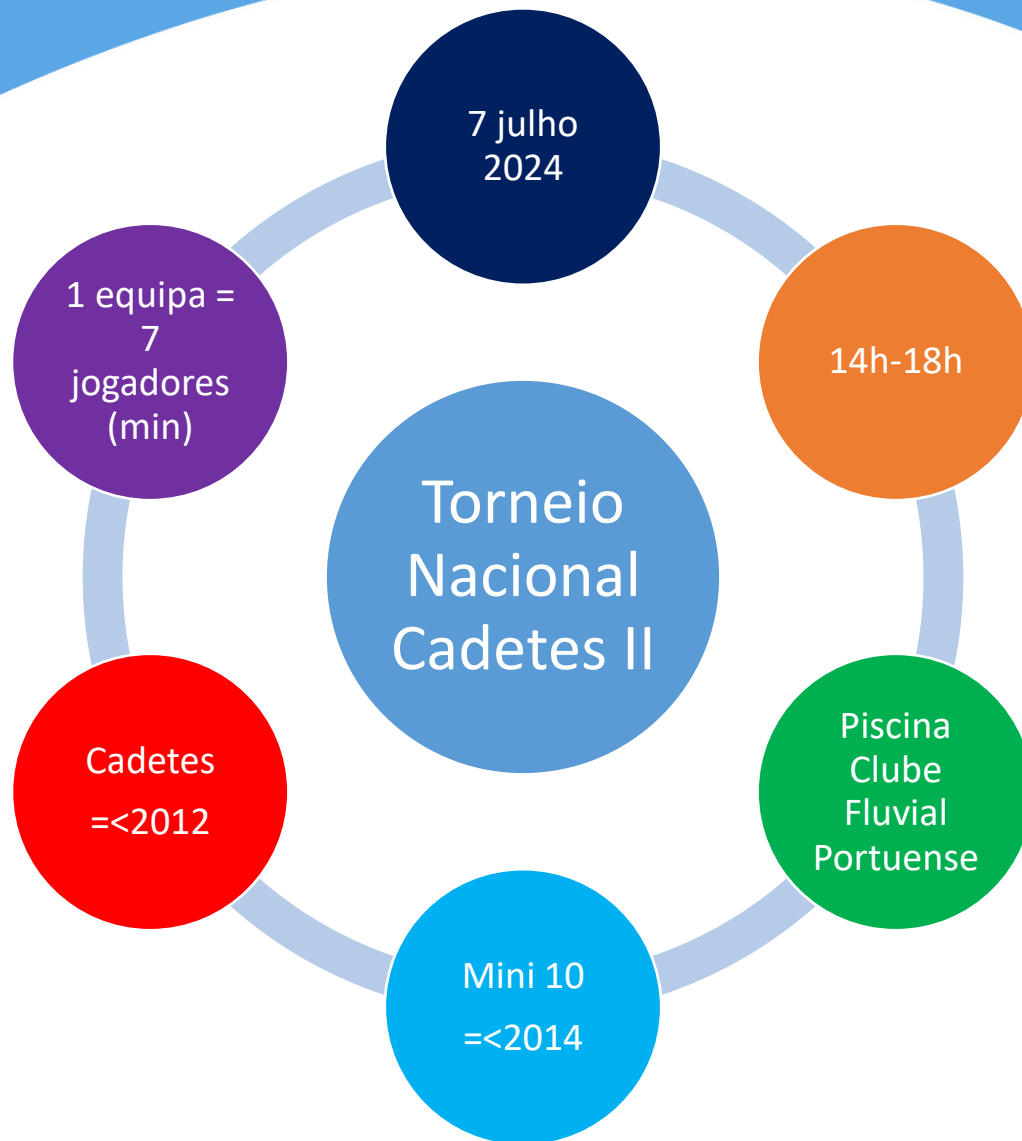 7 julho
2024
14h-18h
Piscina
Clube
Fluvial
Portuense
Mini 10
=<2014
Cadetes
=<2012
1 equipa =
7
jogadores
(min)
Torneio
Nacional
Cadetes II